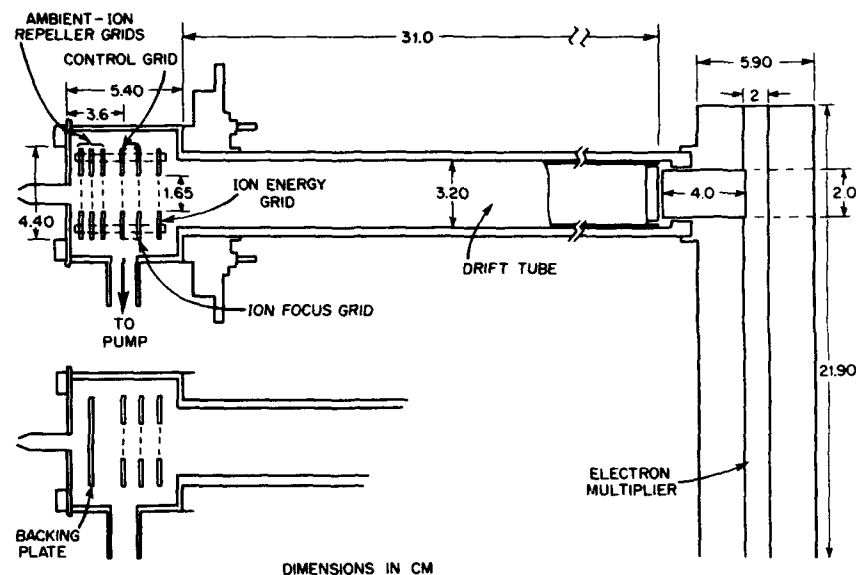 AMBIENT-ION
REPELLER GRIDS
CONTROL GRID
31.0
5.40
5.90
3.6
2
ION ENERGY
GRID
1.65
3.20
4.0
2.0
4.40
DRIFT TUBE
TO
PUMP
ION FOCUS GRID
21.90
ELECTRON
MULTIPLIER
BACKING
PLATE
DIMENSIONS IN CM